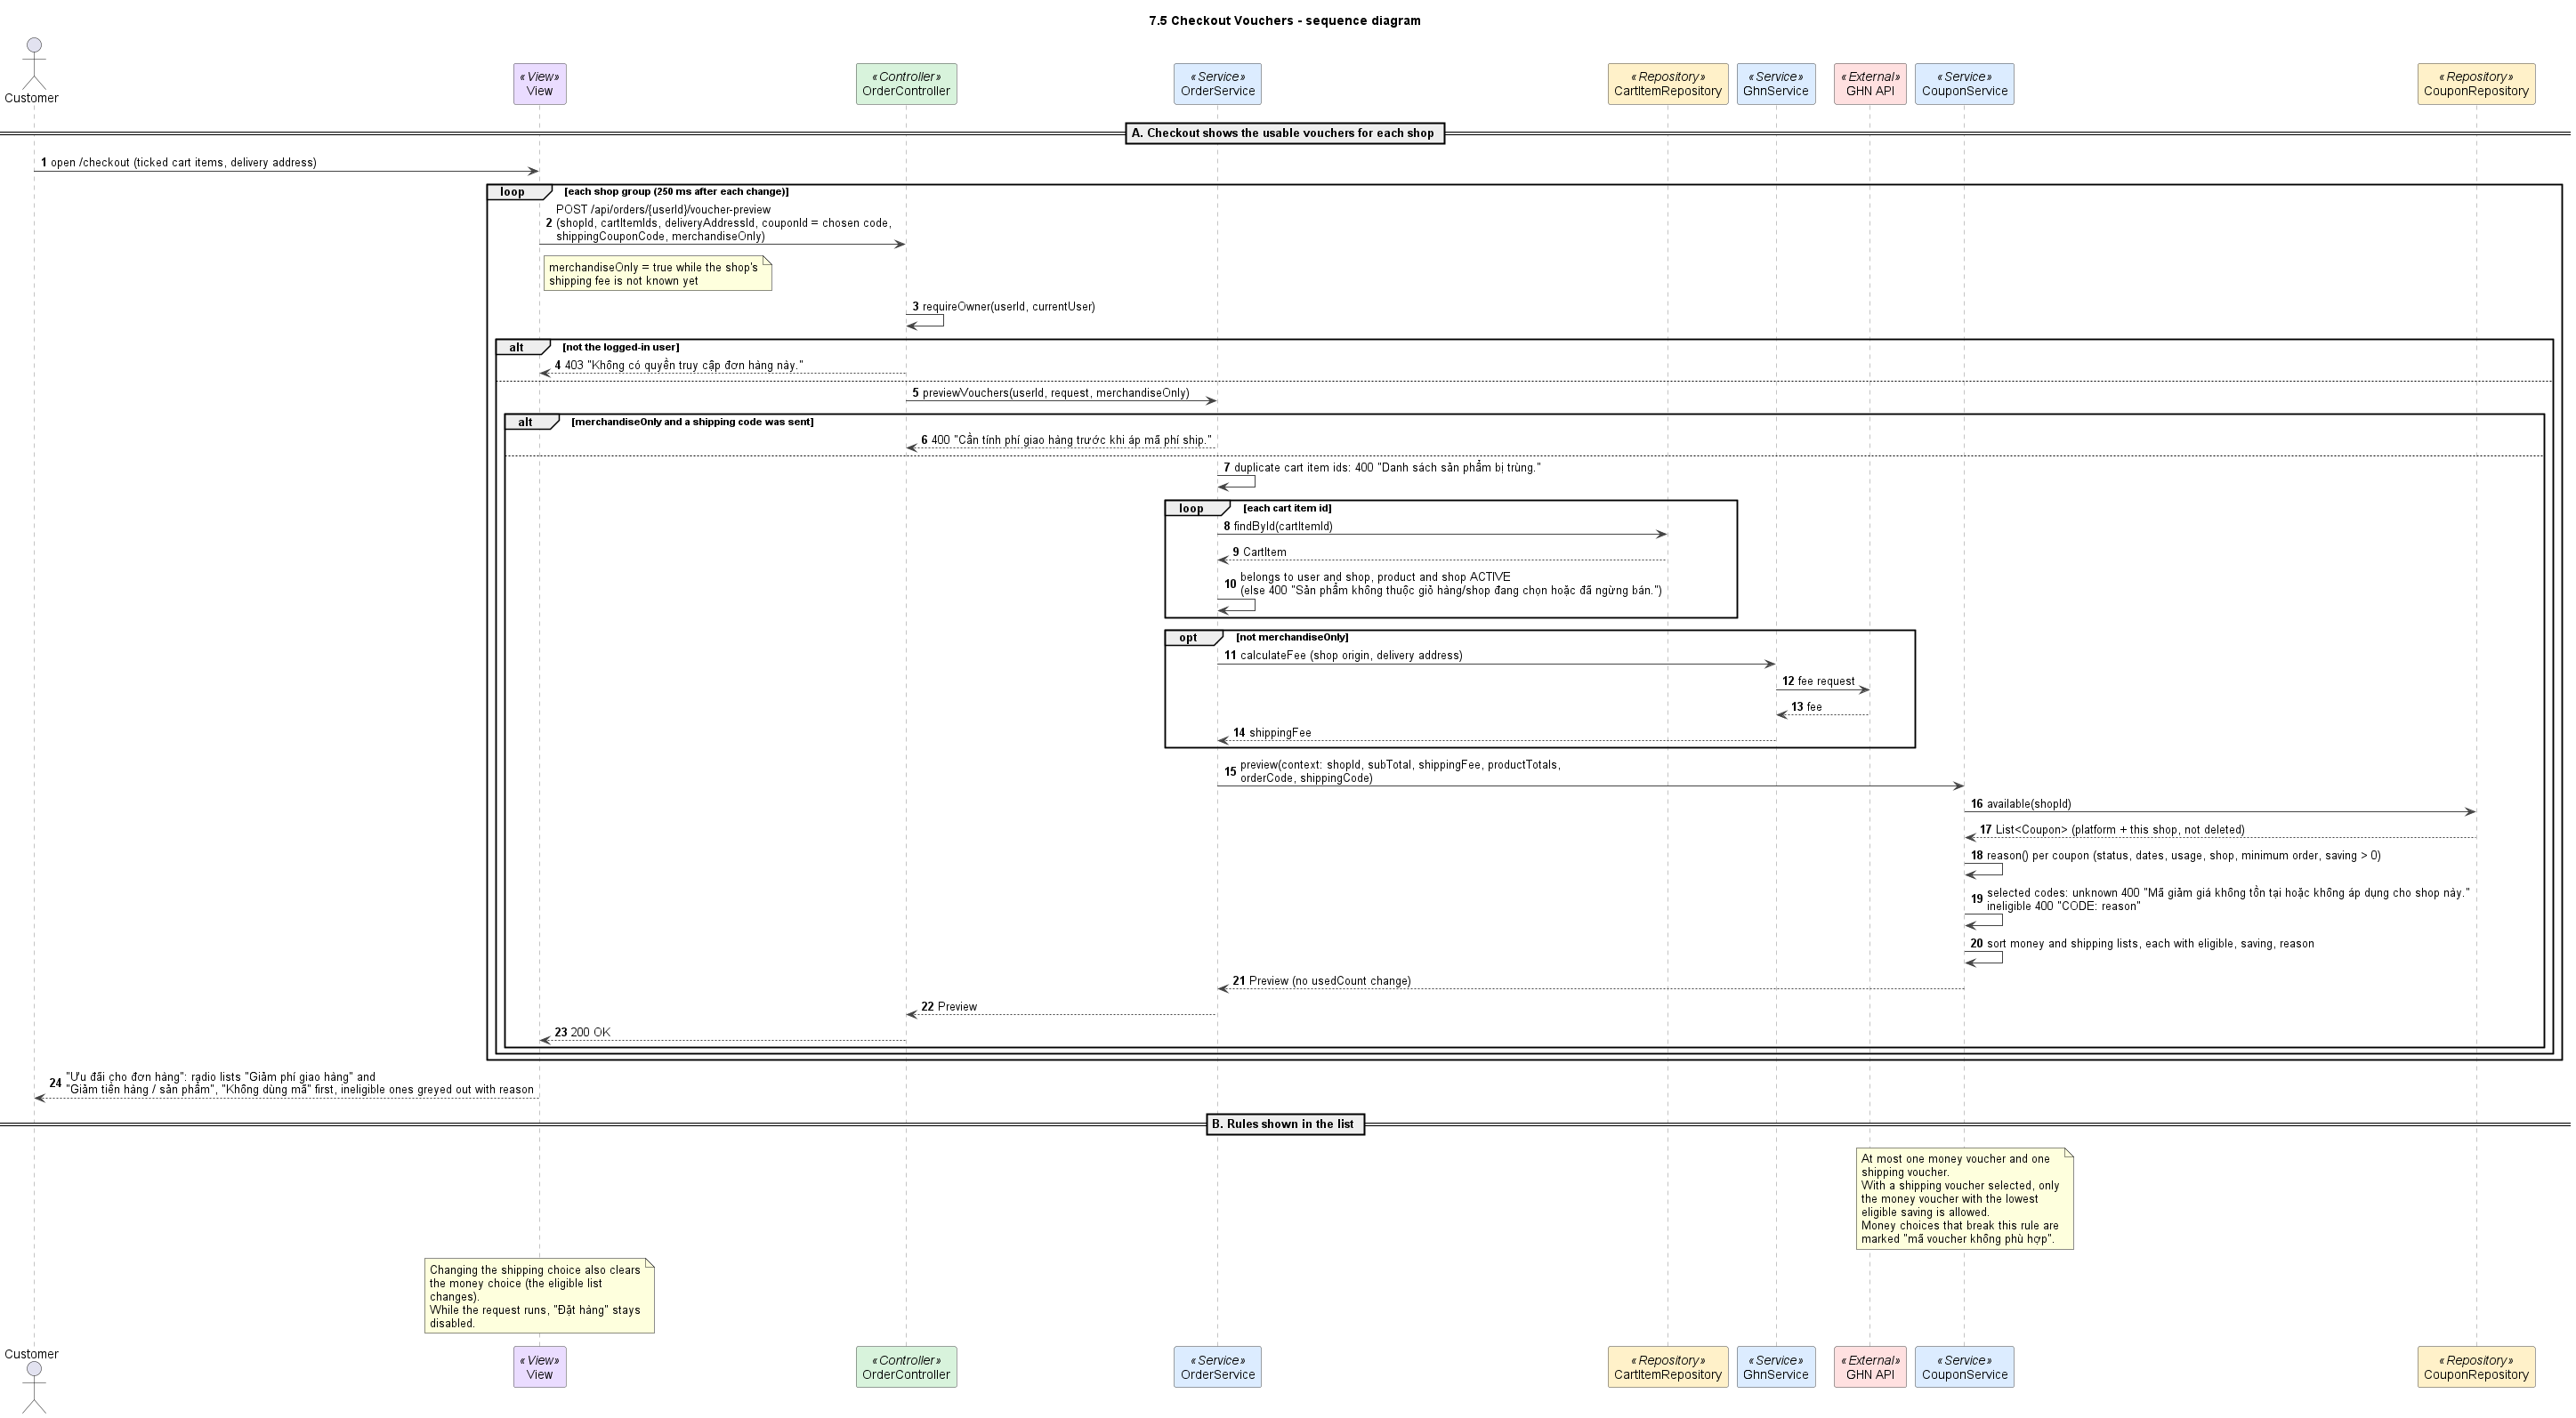 7.5 Checkout Vouchers - sequence diagram
Customer
«View»
View
«Controller»
OrderController
«Service»
OrderService
«Repository»
CartItemRepository
«Service»
GhnService
«External»
GHN API
«Service»
CouponService
«Repository»
CouponRepository
A. Checkout shows the usable vouchers for each shop
1 open /checkout (ticked cart items, delivery address)
loop [each shop group (250 ms after each change)]
POST /api/orders/{userId}/voucher-preview
2 (shopId, cartItemIds, deliveryAddressId, couponId = chosen code,
shippingCouponCode, merchandiseOnly)
merchandiseOnly = true while the shop's
shipping fee is not known yet
3 requireOwner(userId, currentUser)
alt [not the logged-in user]
4 403 "Không có quyền truy cập đơn hàng này."
5 previewVouchers(userId, request, merchandiseOnly)
alt [merchandiseOnly and a shipping code was sent]
6 400 "Cần tính phí giao hàng trước khi áp mã phí ship."
7 duplicate cart item ids: 400 "Danh sách sản phẩm bị trùng."
loop [each cart item id]
8 findById(cartItemId)
9 CartItem
10 belongs to user and shop, product and shop ACTIVE
(else 400 "Sản phẩm không thuộc giỏ hàng/shop đang chọn hoặc đã ngừng bán.")
opt [not merchandiseOnly]
11 calculateFee (shop origin, delivery address)
12 fee request
13 fee
14 shippingFee
15 preview(context: shopId, subTotal, shippingFee, productTotals,
orderCode, shippingCode)
16 available(shopId)
17 List<Coupon> (platform + this shop, not deleted)
18 reason() per coupon (status, dates, usage, shop, minimum order, saving > 0)
19 selected codes: unknown 400 "Mã giảm giá không tồn tại hoặc không áp dụng cho shop này."
ineligible 400 "CODE: reason"
20 sort money and shipping lists, each with eligible, saving, reason
21 Preview (no usedCount change)
22 Preview
23 200 OK
24 "Ưu đãi cho đơn hàng": radio lists "Giảm phí giao hàng" and
"Giảm tiền hàng / sản phẩm", "Không dùng mã" first, ineligible ones greyed out with reason
B. Rules shown in the list
At most one money voucher and one
shipping voucher.
With a shipping voucher selected, only
the money voucher with the lowest
eligible saving is allowed.
Money choices that break this rule are
marked "mã voucher không phù hợp".
Changing the shipping choice also clears
the money choice (the eligible list
changes).
While the request runs, "Đặt hàng" stays
disabled.
Customer
«View»
View
«Controller»
OrderController
«Service»
OrderService
«Repository»
CartItemRepository
«Service»
GhnService
«External»
GHN API
«Service»
CouponService
«Repository»
CouponRepository